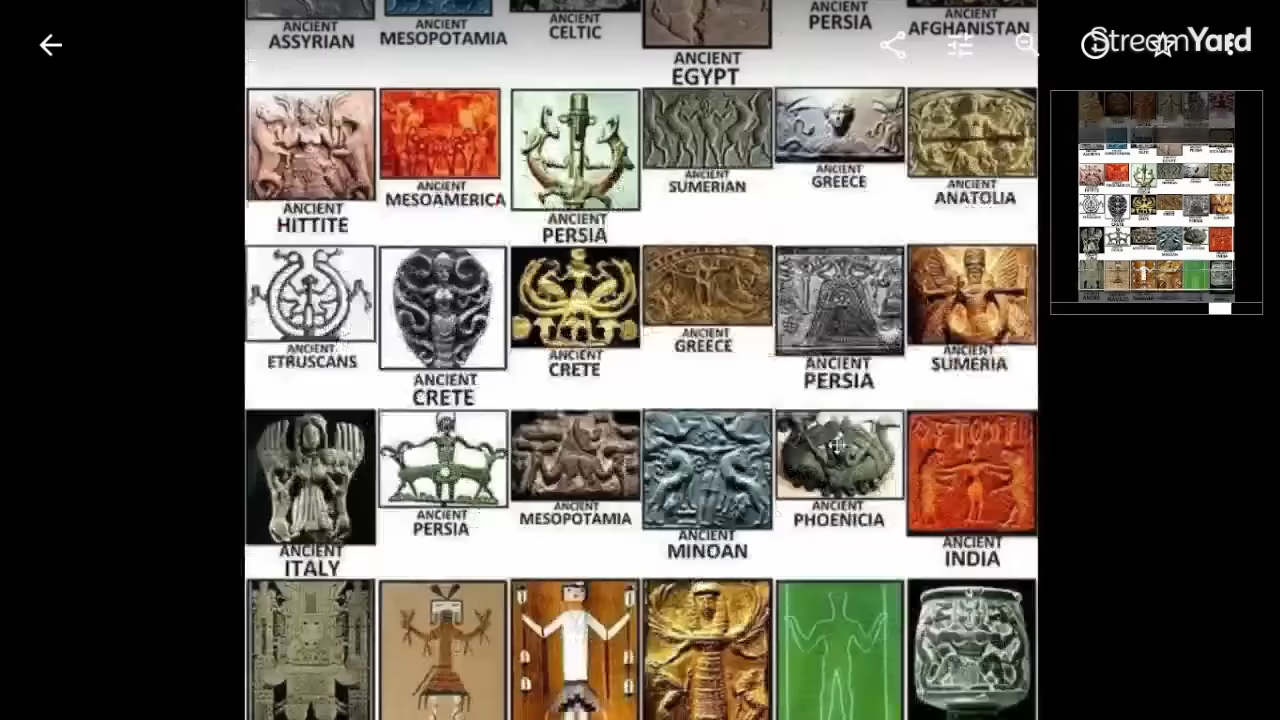 ANCIENT
ASSYRIAN
ANCIENT
MESOPOTAMIA
ANCIENT
CELTIC
ANCIENT
EGYPT
ANCIENT
PERSIA
ANCIENT
AFGHANISTAN
StreamYard
ANCIENT
HITTITE
ANCIENT
MESOAMERICA
ANCIENT
PERSIA
ANCIENT
SUMERIAN
ANCIENT
GREECE
ANCIENT
ANATOLIA
ANCIENT
ETRUSCANS
ANCIENT
CRETE
ANCIENT
CRETE
ANCIENT
GREECE
ANCIENT
PERSIA
ANCIENT
SUMERIA
ANCIENT
ITALY
ANCIENT
PERSIA
ANCIENT
MESOPOTAMIA
ANCIENT
MINOAN
ANCIENT
PHOENICIA
ANCIENT
INDIA